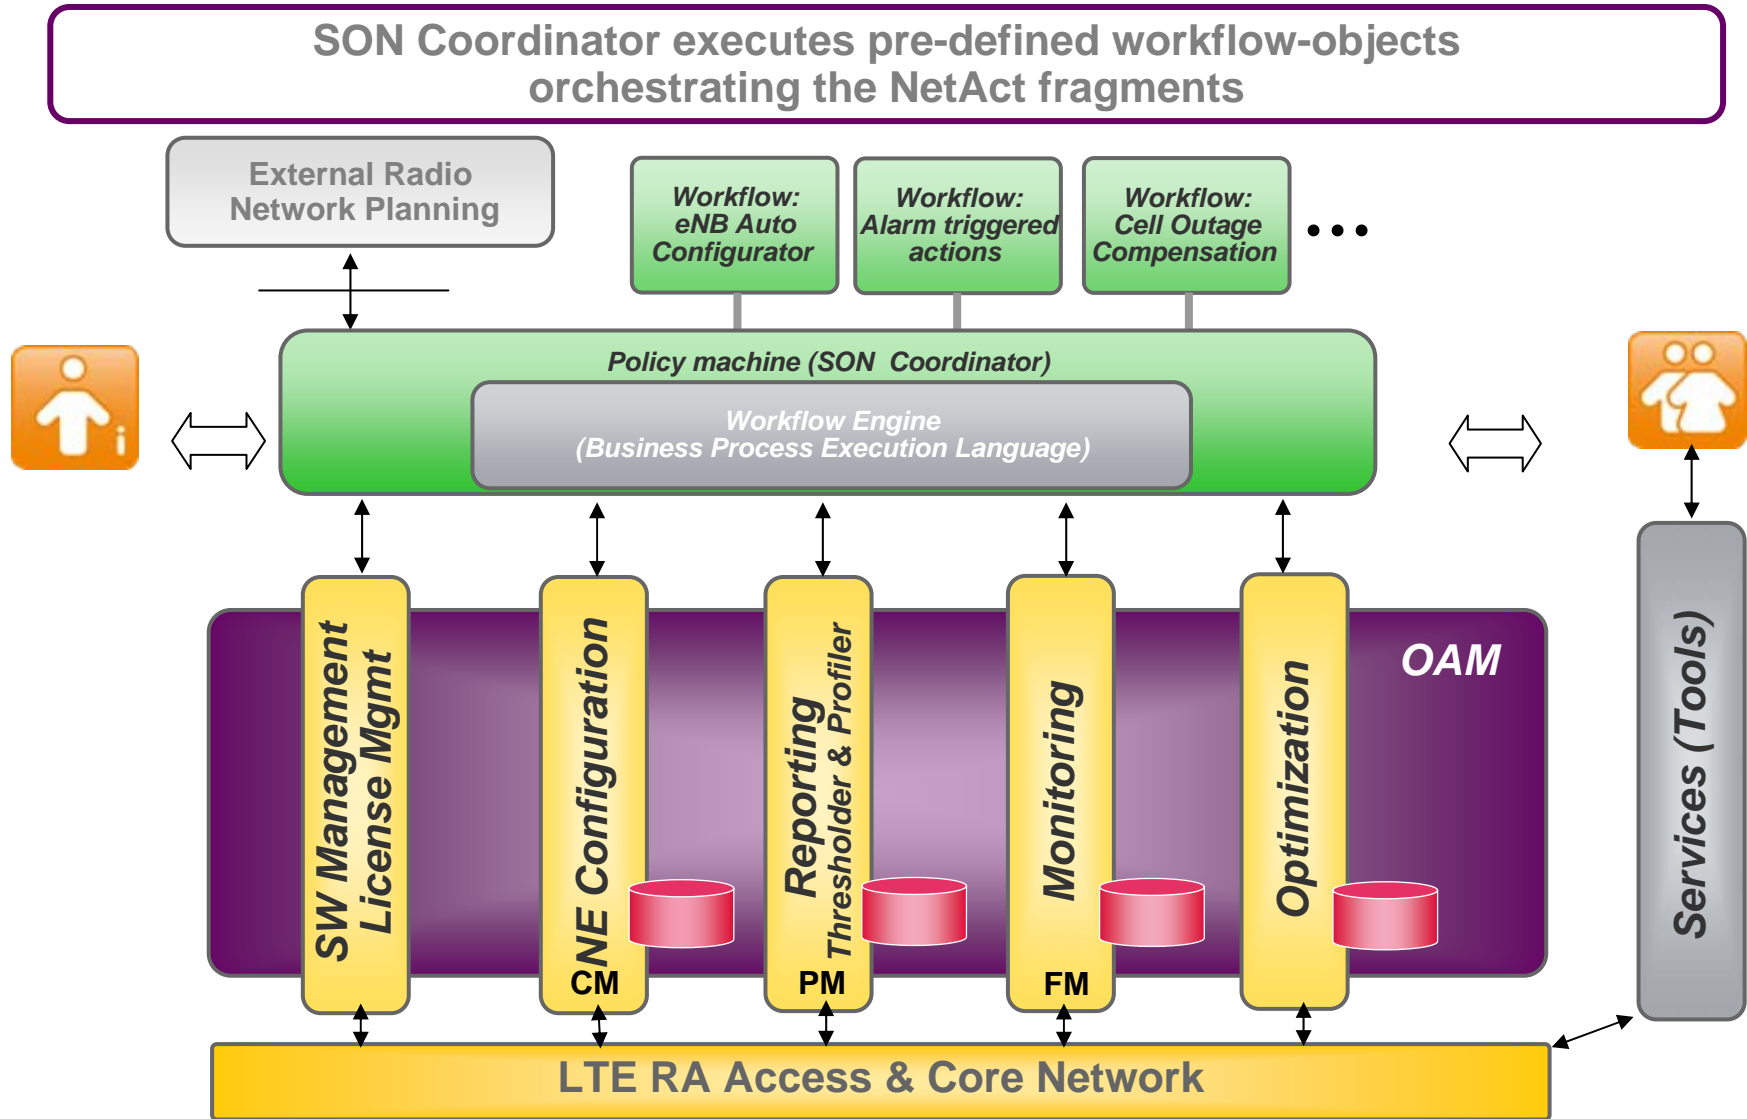 SON Coordinator executes pre-defined workflow-objects
orchestrating the NetAct fragments
External Radio
Network Planning
Workflow:
eNB Auto
Configurator
Workflow:
Alarm triggered
actions
Workflow:
Cell Outage
Compensation
•••
Policy machine (SON Coordinator)
Workflow Engine
(Business Process Execution Language)
i
SW Management
License Mgmt
NE Configuration
CM
Reporting
Thresholder & Profiler
PM
Monitoring
FM
Optimization
OAM
Services (Tools)
LTE RA Access & Core Network